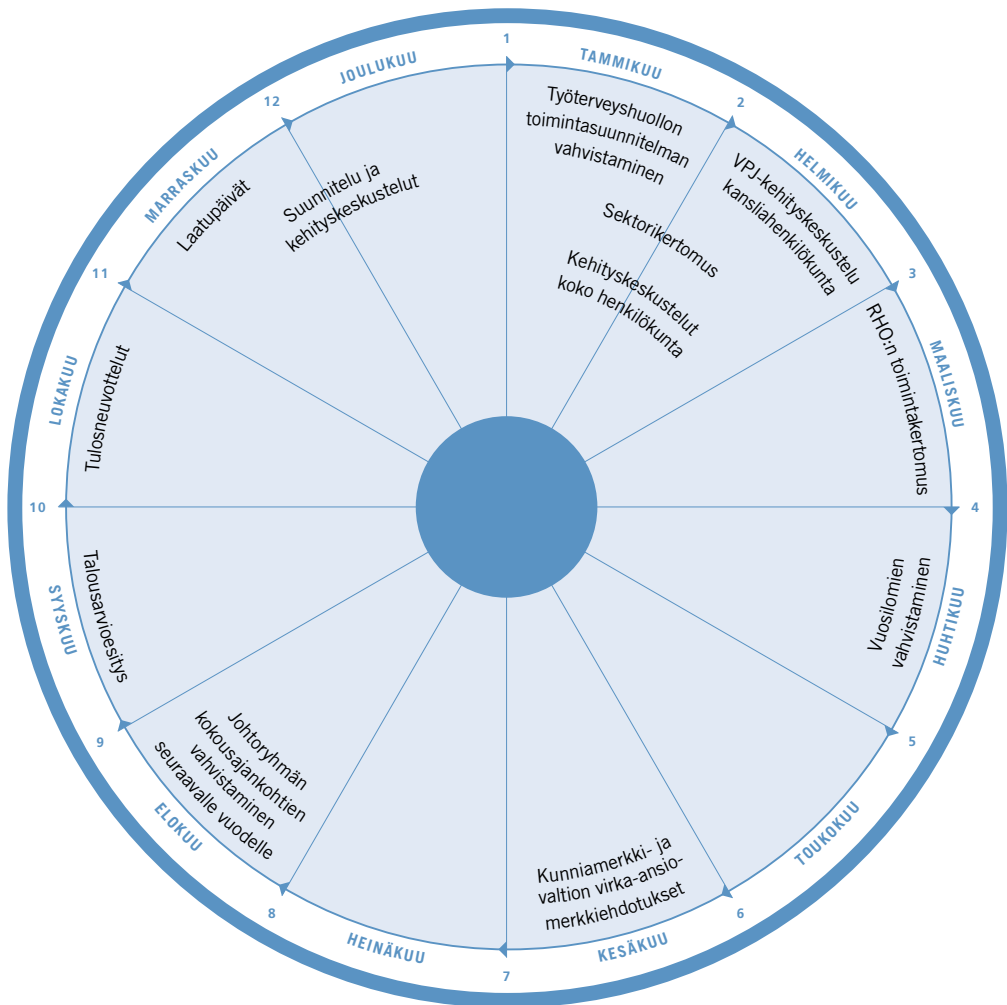 1
TAMMIKUU
Työterveyshuollon
toimintasuunnitelman
vahvistaminen
2
HELMIKUU
VPJ-kehityskeskustelu
kansliahenkilökunta
Sektorikertomus
Kehityskeskustelut
koko henkilökunta
3
MAALISKUU
RHO:n toimintakertomus
4
HUHTIKUU
Vuosilomien
vahvistaminen
5
TOUKOKUU
6
KESÄKUU
Kunniamerkki- ja
valtion virka-ansio-
merkkiehdotukset
7
HEINÄKUU
8
ELOKUU
Johtoryhmän
kokousajankohtien
vahvistaminen
seuraavalle vuodelle
9
SYYSKUU
Talousarvioesitys
10
LOKAKUU
Tulosneuvottelut
11
MARRASKUU
Laatupäivät
12
JOULUKUU
Suunnitelu ja
kehityskeskustelut